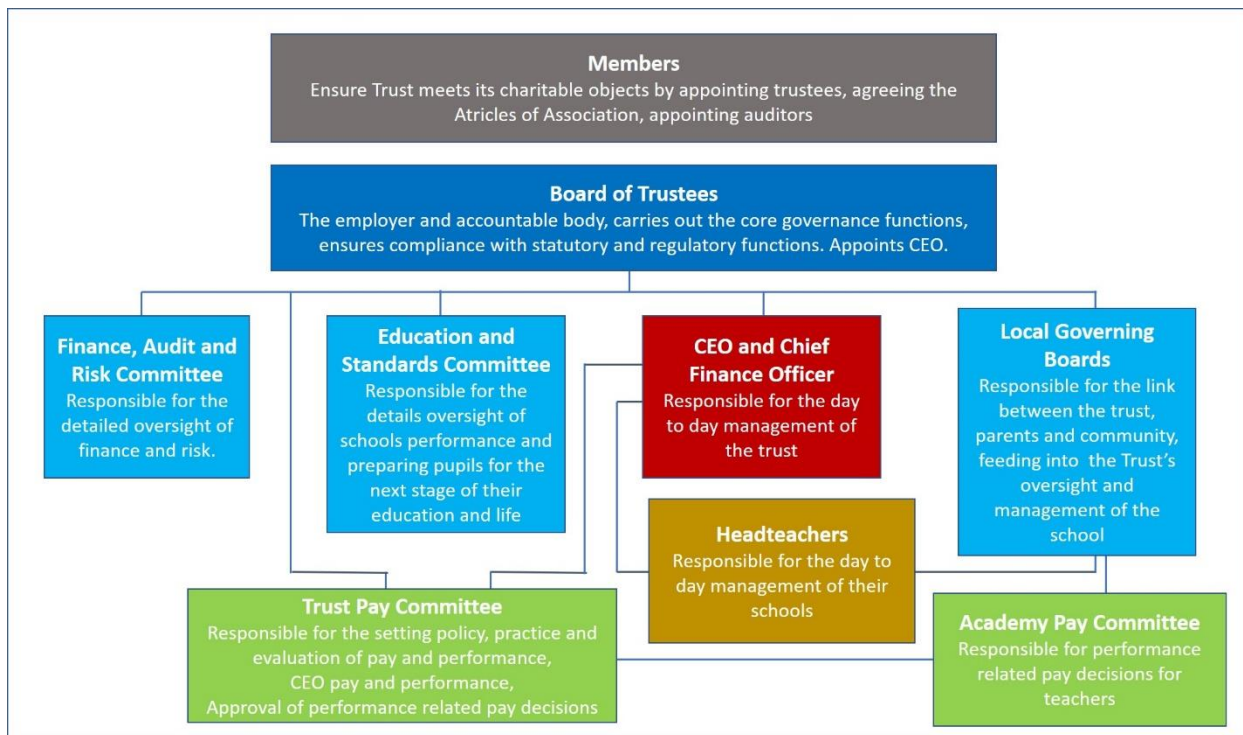 Members
Ensure Trust meets its charitable objects by appointing trustees, agreeing the
Atricles of Association, appointing auditors
Board of Trustees
The employer and accountable body, carries out the core governance functions,
ensures compliance with statutory and regulatory functions. Appoints CEO.
Finance, Audit and
Risk Committee
Responsible for the
detailed oversight of
finance and risk.
Education and
Standards Committee
Responsible for the
details oversight of
schools performance and
preparing pupils for the
next stage of their
education and life
CEO and Chief
Finance Officer
Responsible for the day
to day management of
the trust
Local Governing
Boards
Responsible for the link
between the trust,
parents and community,
feeding into the Trust’s
oversight and
management of the
school
Headteachers
Responsible for the day to
day management of their
schools
Trust Pay Committee
Responsible for the setting policy, practice and
evaluation of pay and performance,
CEO pay and performance,
Approval of performance related pay decisions
Academy Pay Committee
Responsible for performance
related pay decisions for
teachers